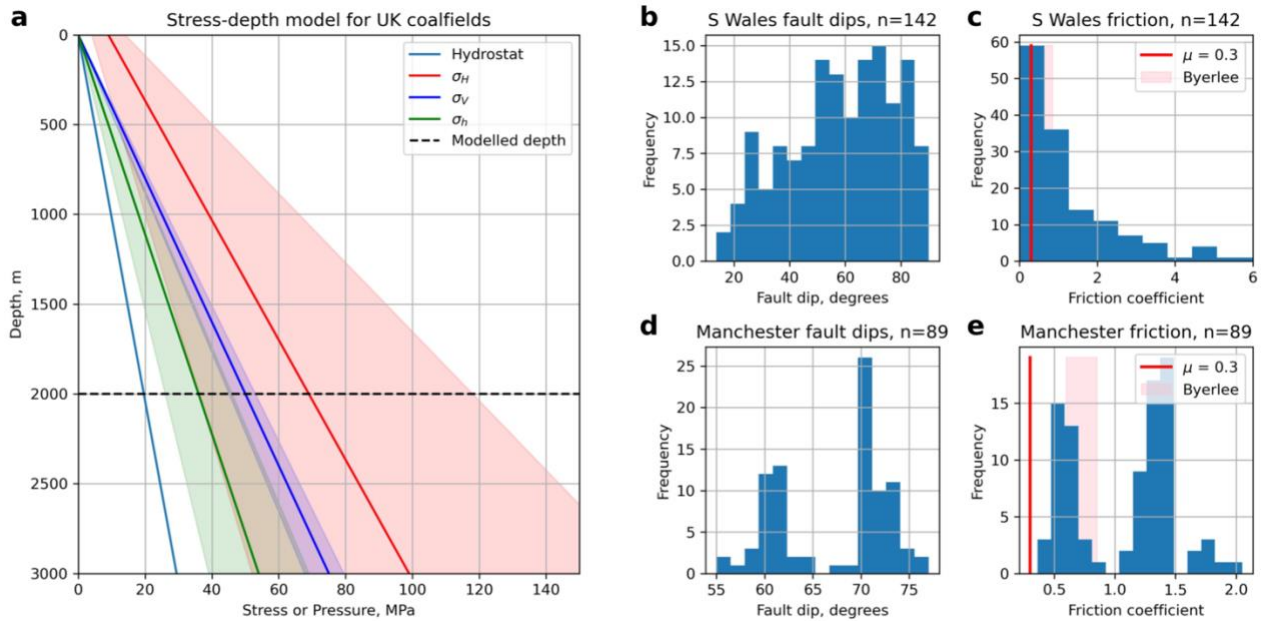 a
Stress-depth model for UK coalfields
Hydrostat
σH
σV
σh
Modelled depth
0
500
1000
1500
2000
2500
3000
Depth, m
0 20 40 60 80 100 120 140
Stress or Pressure, MPa
b
S Wales fault dips, n=142
15.0
12.5
10.0
7.5
5.0
2.5
0.0
Frequency
20 40 60 80
Fault dip, degrees
c
S Wales friction, n=142
μ = 0.3
Byerlee
60
50
40
30
20
10
0
Frequency
0 2 4 6
Friction coefficient
d
Manchester fault dips, n=89
25
20
15
10
5
0
Frequency
55 60 65 70 75
Fault dip, degrees
e
Manchester friction, n=89
μ = 0.3
Byerlee
15
10
5
0
Frequency
0.5 1.0 1.5 2.0
Friction coefficient